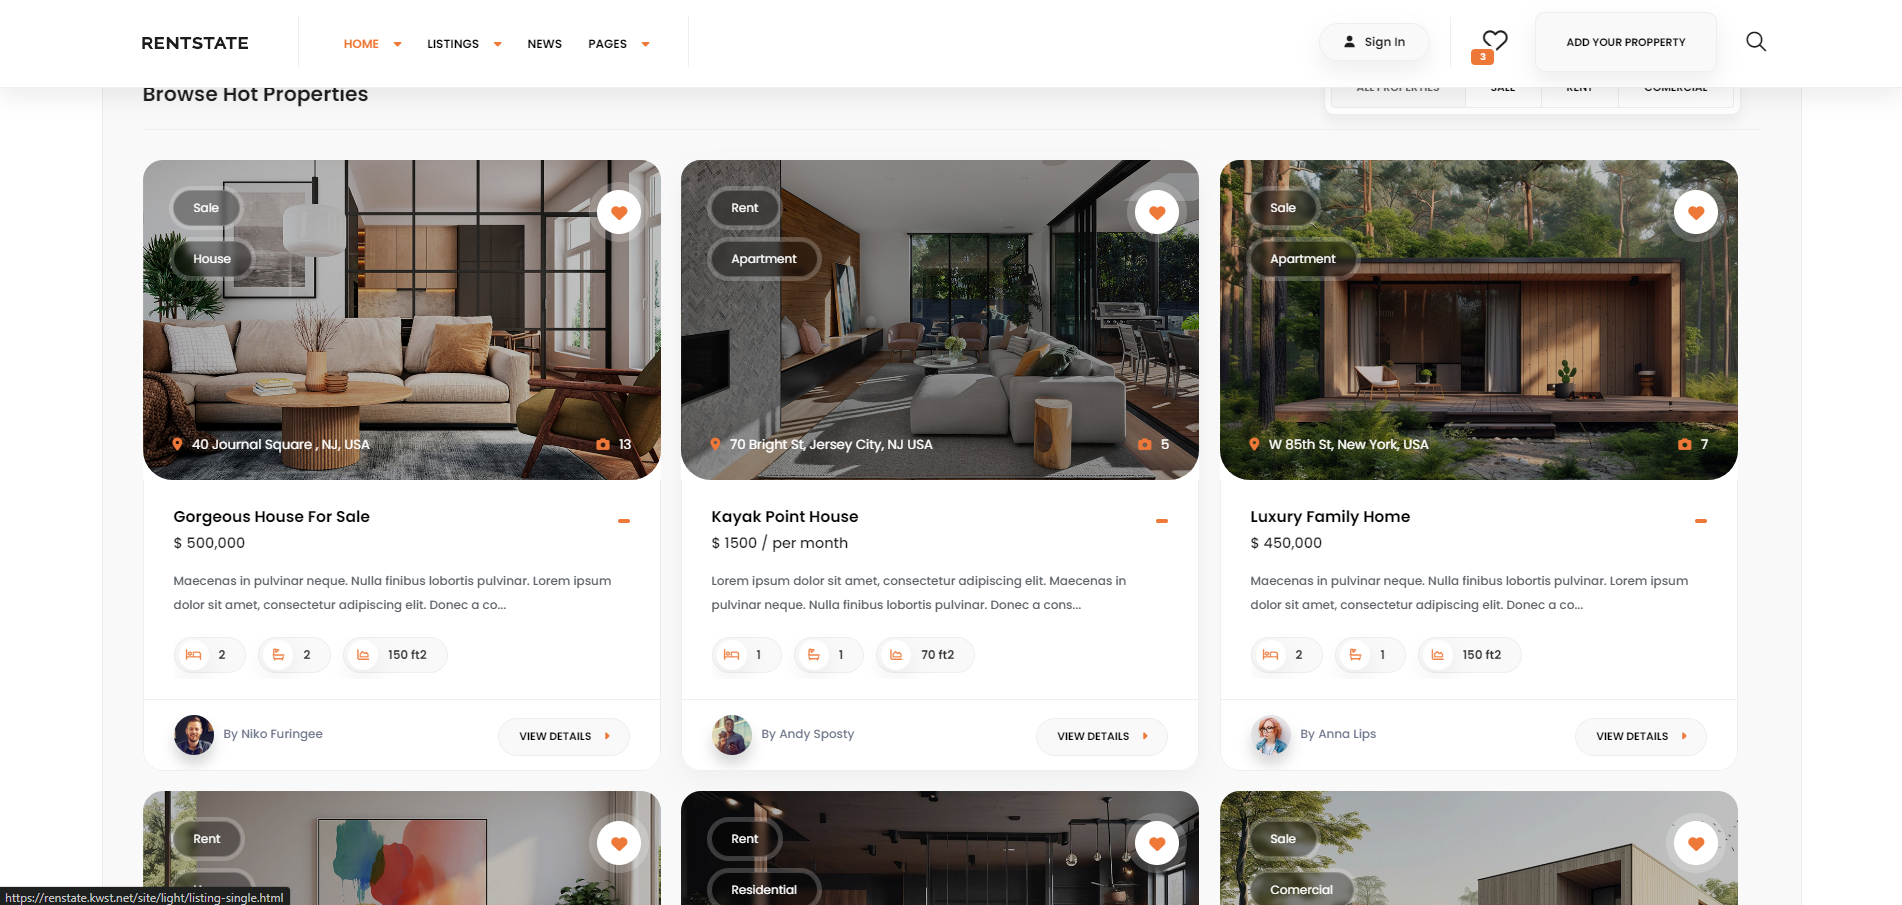 RENTSTATE
HOME
LISTINGS
NEWS
PAGES
Sign In
3
ADD YOUR PROPPERTY
Browse Hot Properties
ALL PROPERTIES
SALE
RENT
COMERCIAL
Sale
House
40 Journal Square , NJ, USA
13
Gorgeous House For Sale
$ 500,000
Maecenas in pulvinar neque. Nulla finibus lobortis pulvinar. Lorem ipsum
dolor sit amet, consectetur adipiscing elit. Donec a co...
2
2
150 ft2
By Niko Furingee
VIEW DETAILS
Rent
Apartment
70 Bright St, Jersey City, NJ USA
5
Kayak Point House
$ 1500 / per month
Lorem ipsum dolor sit amet, consectetur adipiscing elit. Maecenas in
pulvinar neque. Nulla finibus lobortis pulvinar. Donec a cons...
1
1
70 ft2
By Andy Sposty
VIEW DETAILS
Sale
Apartment
W 85th St, New York, USA
7
Luxury Family Home
$ 450,000
Maecenas in pulvinar neque. Nulla finibus lobortis pulvinar. Lorem ipsum
dolor sit amet, consectetur adipiscing elit. Donec a co...
2
1
150 ft2
By Anna Lips
VIEW DETAILS
Rent
Rent
Residential
Sale
Comercial
https://renstate.kwst.net/site/light/listing-single.html